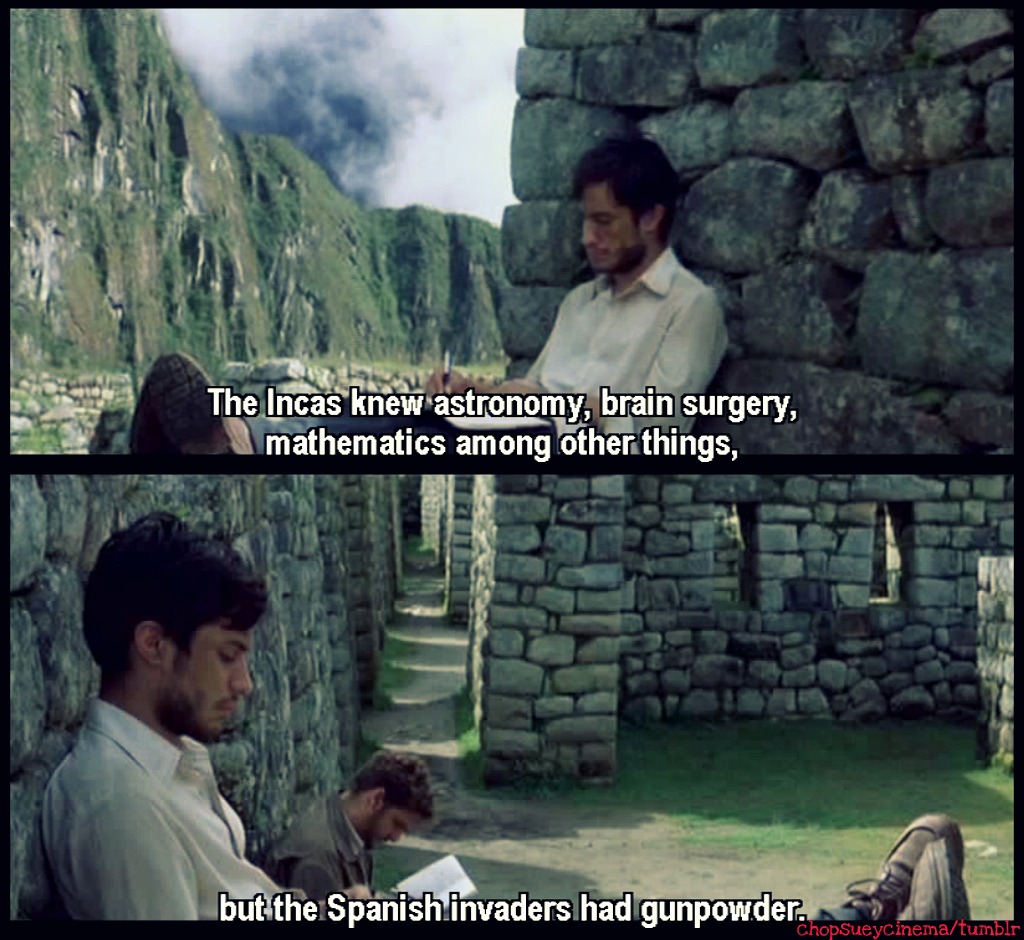 The Incas knew astronomy, brain surgery,
mathematics among other things,
but the Spanish invaders had gunpowder.
chopsueycinema/tumblr